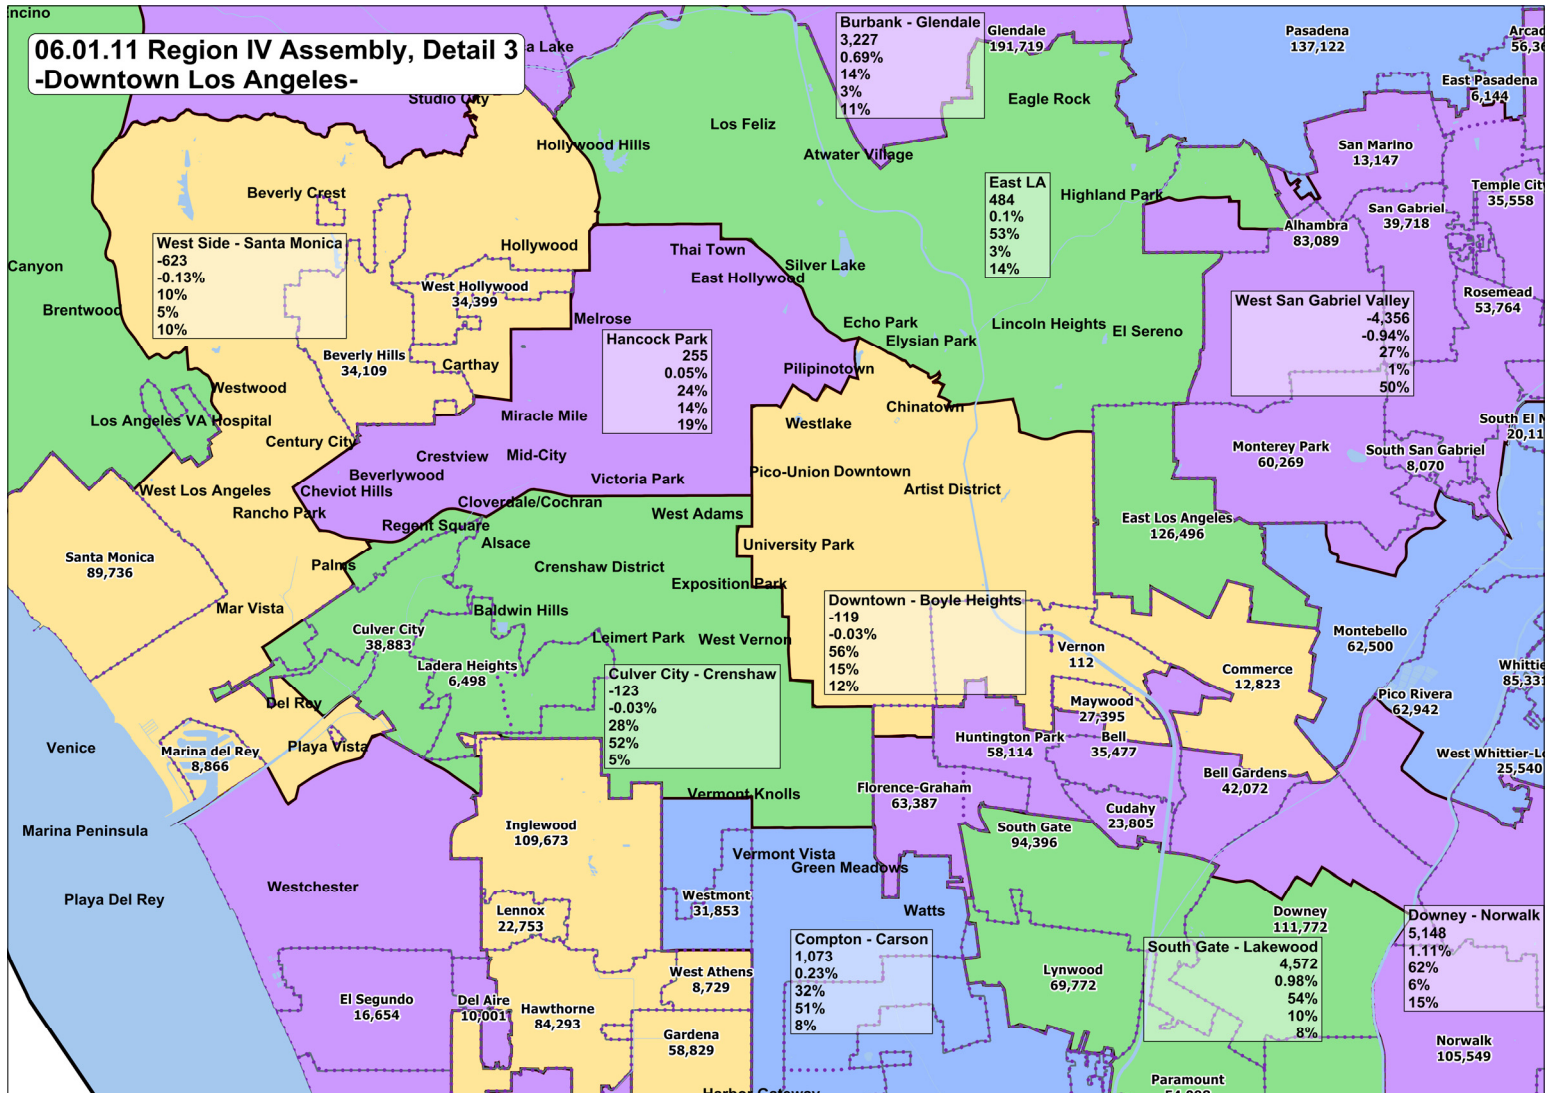 ncino
06.01.11 Region IV Assembly, Detail 3
-Downtown Los Angeles-
a Lake
Studio City
Burbank - Glendale
3,227
0.69%
14%
3%
11%
Glendale
191,719
Pasadena
137,122
Arcad
56,36
East Pasadena
6,144
Eagle Rock
Los Feliz
Hollywood Hills
Atwater Village
San Marino
13,147
Temple City
35,558
Beverly Crest
East LA
484
0.1%
53%
3%
14%
Highland Park
San Gabriel
39,718
Alhambra
83,089
West Side - Santa Monica
-623
-0.13%
10%
5%
10%
Hollywood
Thai Town
East Hollywood
Silver Lake
Canyon
Brentwood
West Hollywood
34,399
Melrose
Echo Park
Elysian Park
Lincoln Heights
El Sereno
West San Gabriel Valley
-4,356
-0.94%
27%
1%
50%
Rosemead
53,764
Beverly Hills
34,109
Carthay
Hancock Park
255
0.05%
24%
14%
19%
Pilipinotown
Westwood
Los Angeles VA Hospital
Century City
Miracle Mile
Westlake
Chinatown
South El M
20,11
Monterey Park
60,269
South San Gabriel
8,070
Crestview
Mid-City
Beverlywood
Cheviot Hills
Victoria Park
Pico-Union
Downtown
Artist District
West Los Angeles
Rancho Park
Cloverdale/Cochran
Regent Square
West Adams
East Los Angeles
126,496
Santa Monica
89,736
Palms
Alsace
Crenshaw District
University Park
Exposition Park
Mar Vista
Baldwin Hills
Culver City
38,883
Leimert Park
West Vernon
Downtown - Boyle Heights
-119
-0.03%
56%
15%
12%
Vernon
112
Montebello
62,500
Ladera Heights
6,498
Culver City - Crenshaw
-123
-0.03%
28%
52%
5%
Commerce
12,823
Whittie
85,331
Pico Rivera
62,942
Del Rey
Maywood
27,395
Venice
Marina del Rey
8,866
Playa Vista
Huntington Park
58,114
Bell
35,477
West Whittier-Lo
25,540
Bell Gardens
42,072
Vermont Knolls
Florence-Graham
63,387
Cudahy
23,805
Marina Peninsula
Inglewood
109,673
South Gate
94,396
Vermont Vista
Green Meadows
Playa Del Rey
Westchester
Westmont
31,853
Lennox
22,753
Watts
Downey
111,772
Downey - Norwalk
5,148
1.11%
62%
6%
15%
Compton - Carson
1,073
0.23%
32%
51%
8%
South Gate - Lakewood
4,572
0.98%
54%
10%
8%
Lynwood
69,772
West Athens
8,729
El Segundo
16,654
Del Aire
10,001
Hawthorne
84,293
Gardena
58,829
Norwalk
105,549
Paramount
Harbor Gateway